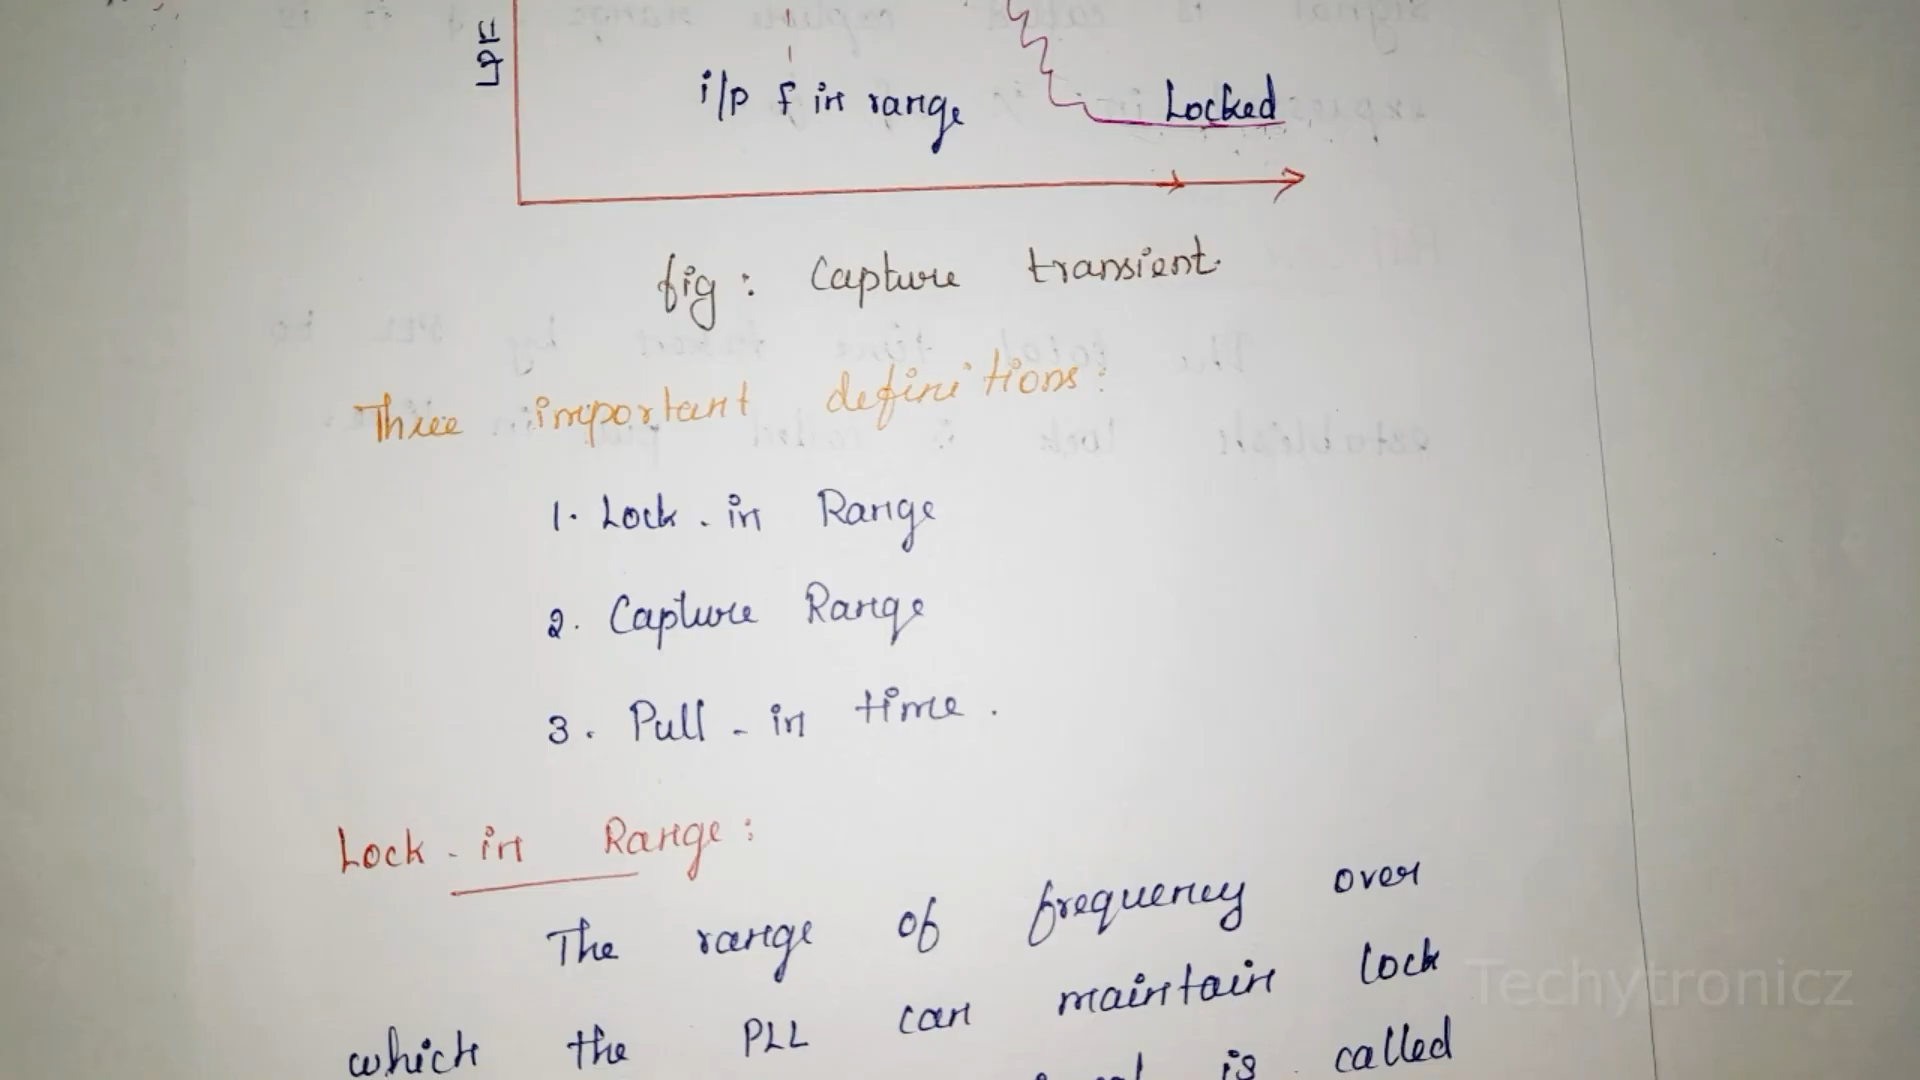 LPF
i/p f in range
Locked
fig: Capture transient.
Three important definitions:
1. Lock-in Range
2. Capture Range
3. Pull-in time.
Lock-in Range:
The range of frequency over
which the PLL can maintain lock
is called
Techytronicz